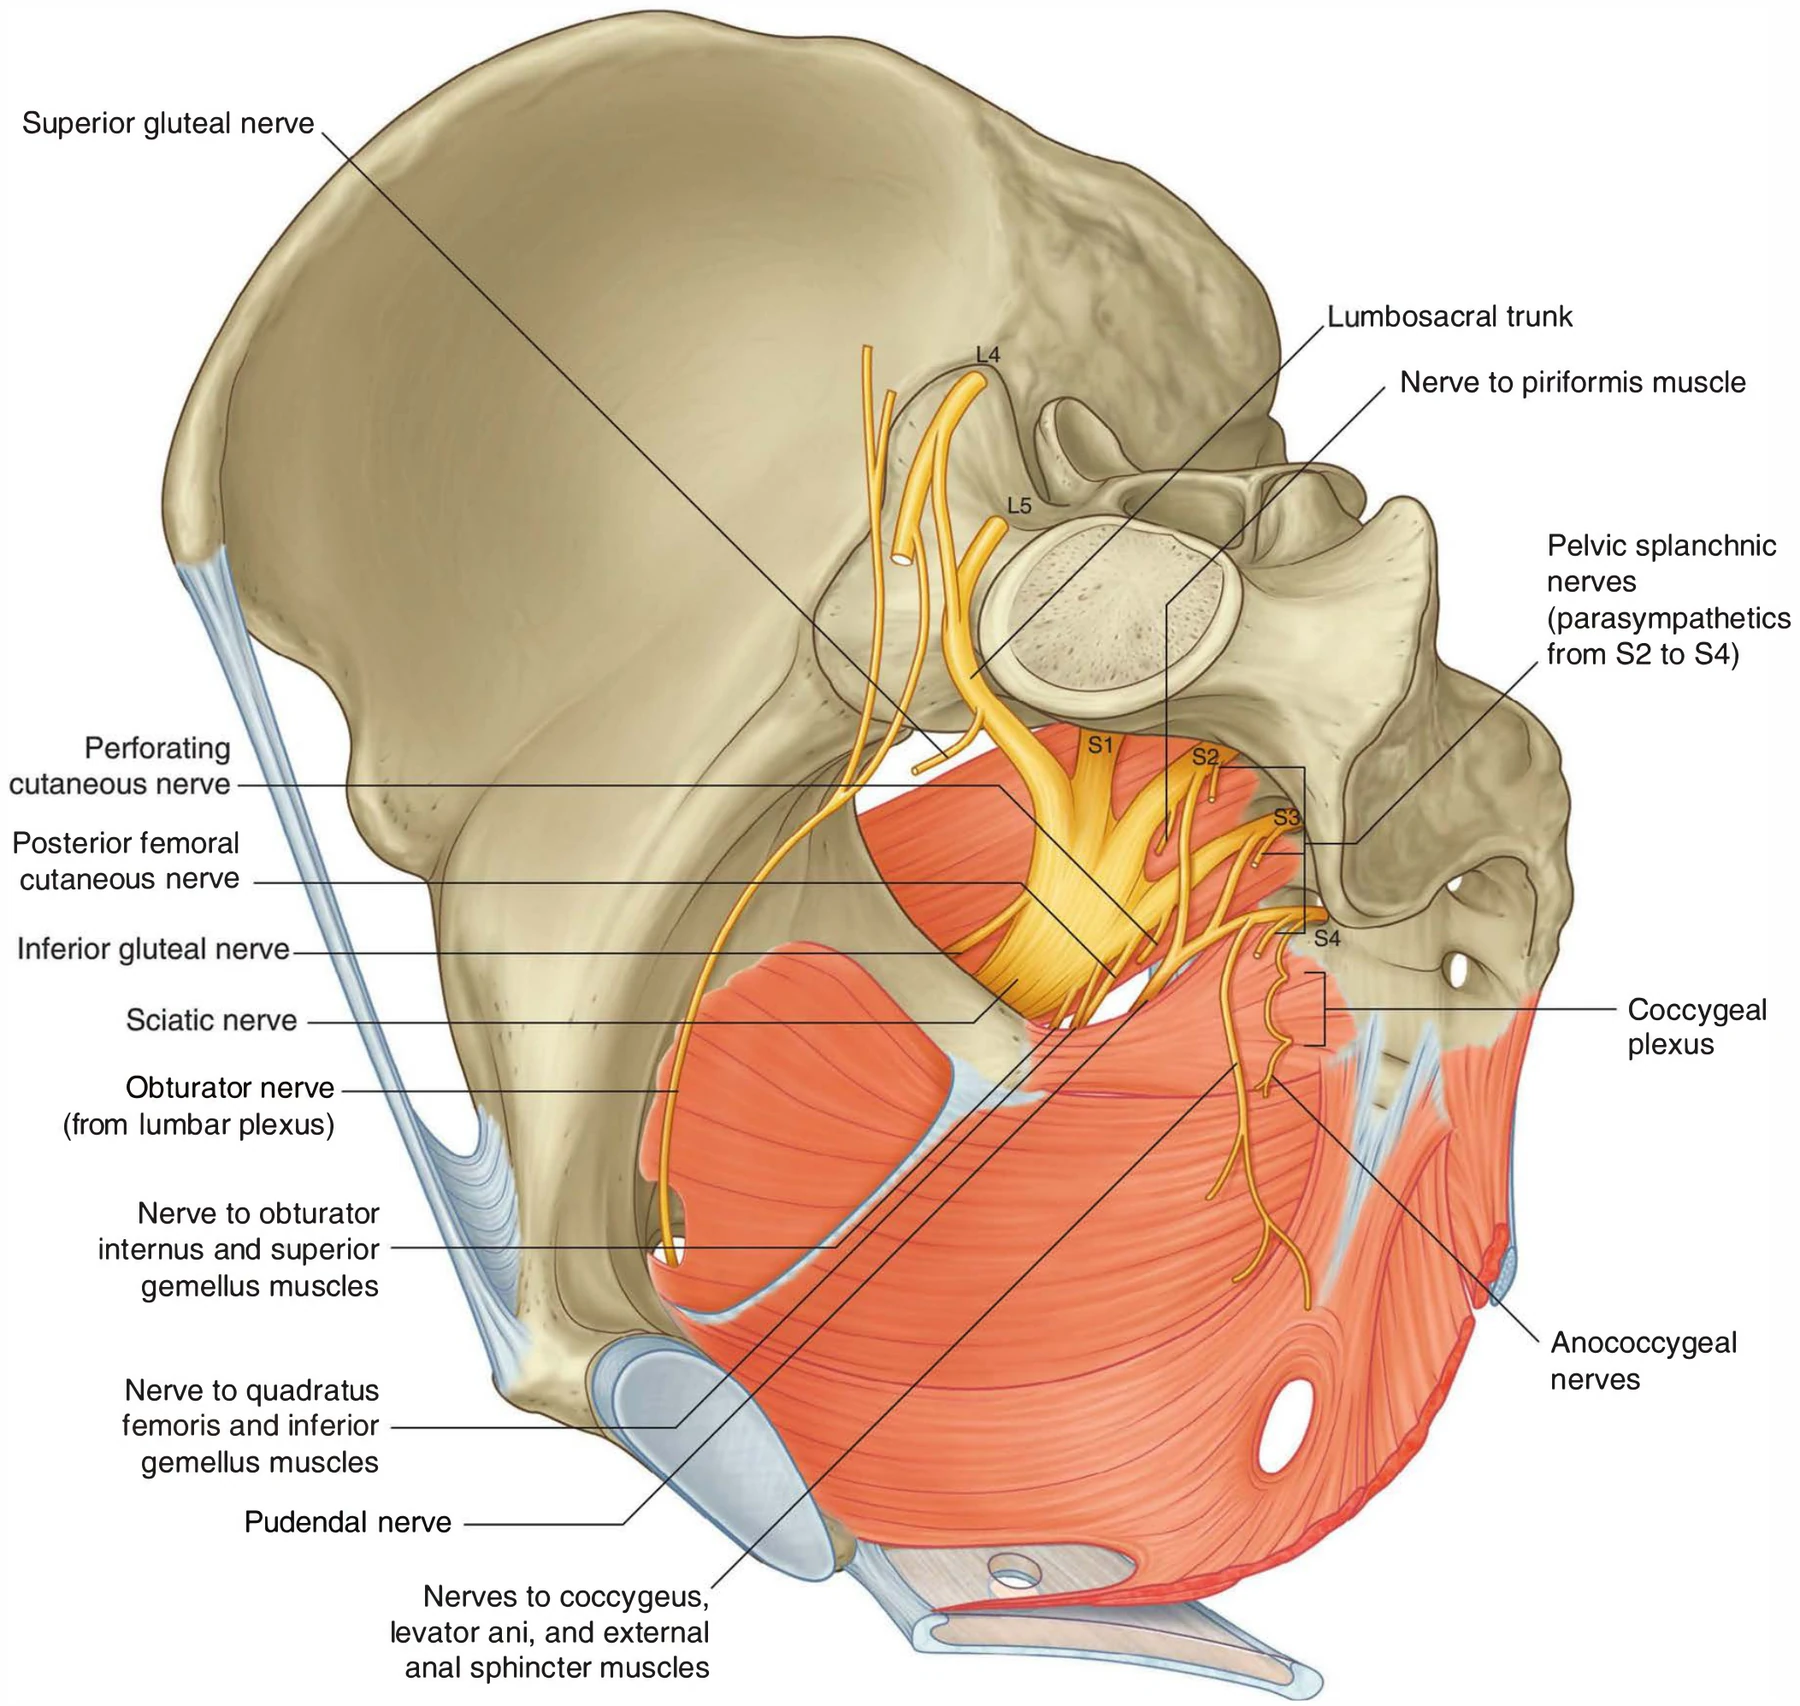 Superior gluteal nerve
Lumbosacral trunk
L4
Nerve to piriformis muscle
L5
Pelvic splanchnic
nerves
(parasympathetics
from S2 to S4)
Perforating
cutaneous nerve
S1
S2
S3
Posterior femoral
cutaneous nerve
Inferior gluteal nerve
S4
Sciatic nerve
Coccygeal
plexus
Obturator nerve
(from lumbar plexus)
Nerve to obturator
internus and superior
gemellus muscles
Anococcygeal
nerves
Nerve to quadratus
femoris and inferior
gemellus muscles
Pudendal nerve
Nerves to coccygeus,
levator ani, and external
anal sphincter muscles